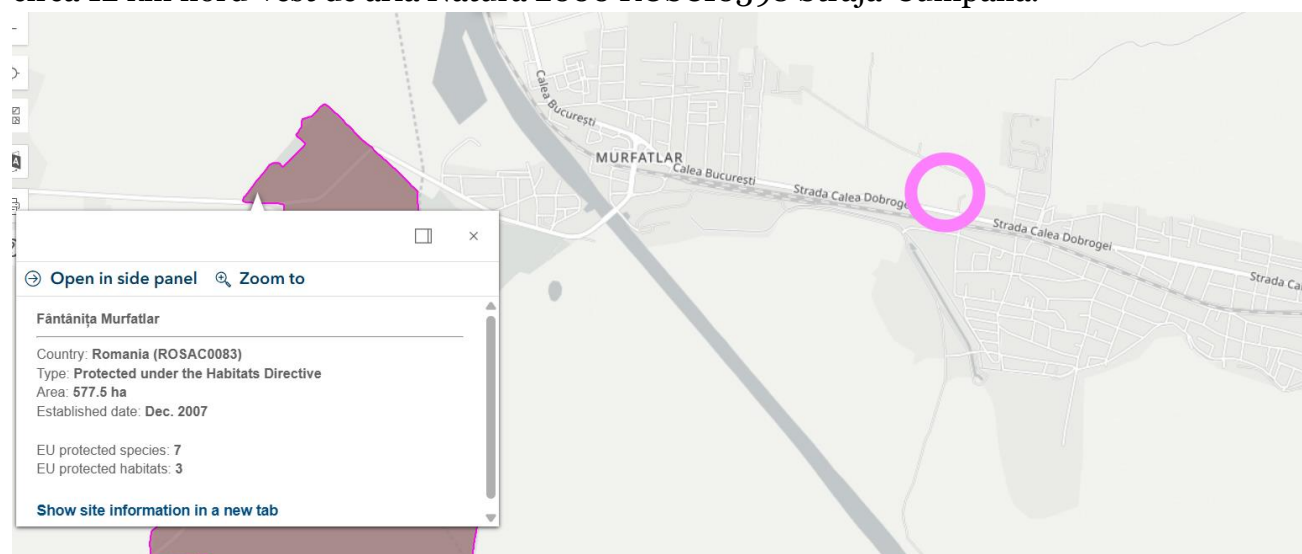 MURFATLAR
Calea București
Calea București
Strada Calea Dobrogei
Strada Calea Dobrogei
Open in side panel Zoom to
Fântânița Murfatlar
Country: Romania (ROSAC0083)
Type: Protected under the Habitats Directive
Area: 577.5 ha
Established date: Dec. 2007
EU protected species: 7
EU protected habitats: 3
Show site information in a new tab